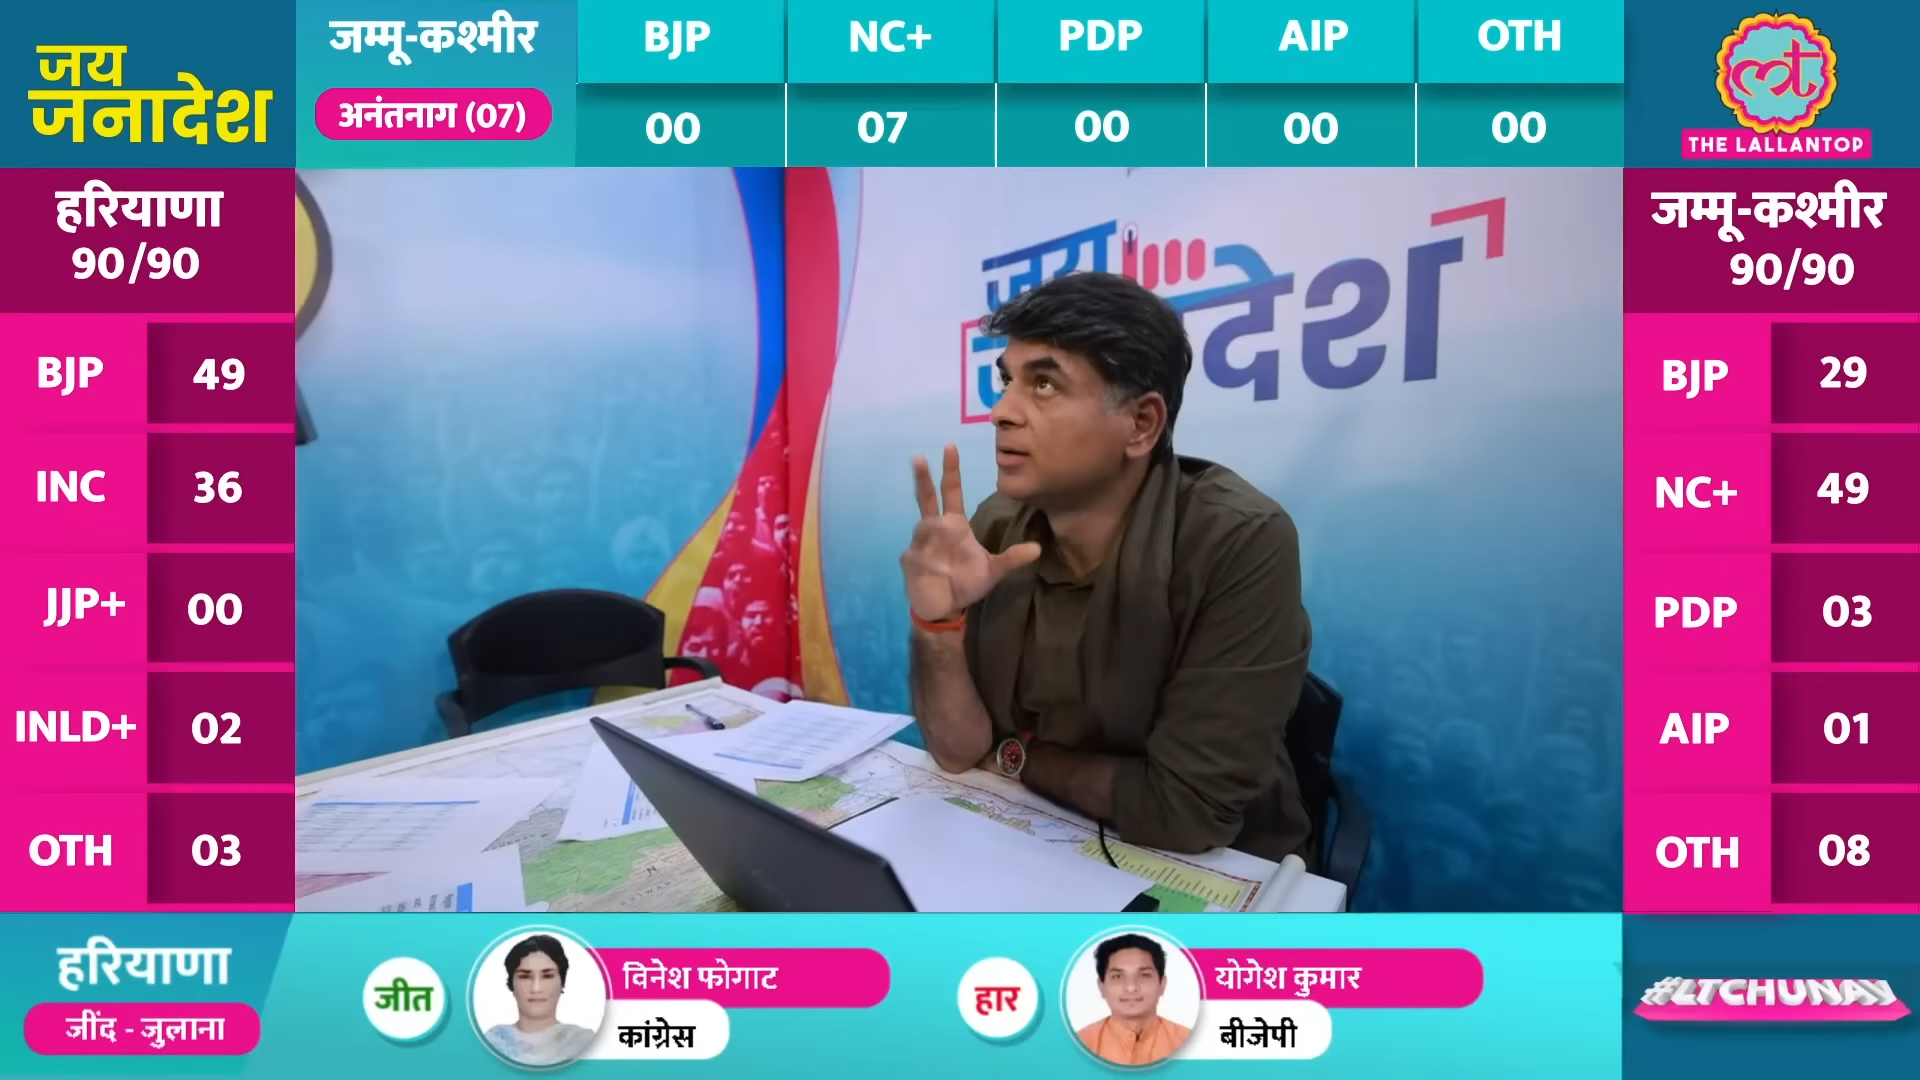 जय
जनादेश
जम्मू-कश्मीर
अनंतनाग (07)
BJP NC+ PDP AIP OTH
00 07 00 00 00
THE LALLANTOP
हरियाणा
90/90
BJP 49
INC 36
JJP+ 00
INLD+ 02
OTH 03
जय
देश
जम्मू-कश्मीर
90/90
BJP 29
NC+ 49
PDP 03
AIP 01
OTH 08
हरियाणा
जींद - जुलाना
जीत
विनेश फोगाट
कांग्रेस
हार
योगेश कुमार
बीजेपी
#LTCHUNAV